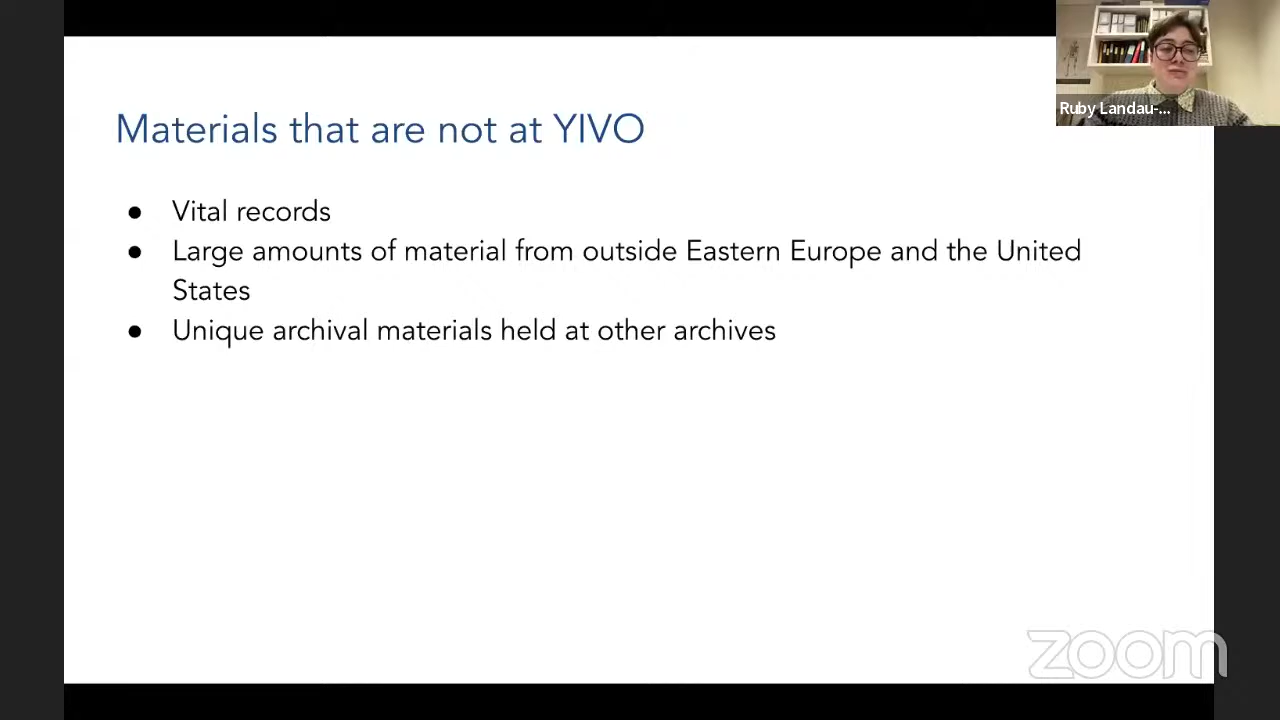 Materials that are not at YIVO
Ruby Landau-...
● Vital records
● Large amounts of material from outside Eastern Europe and the United
States
● Unique archival materials held at other archives
zoom